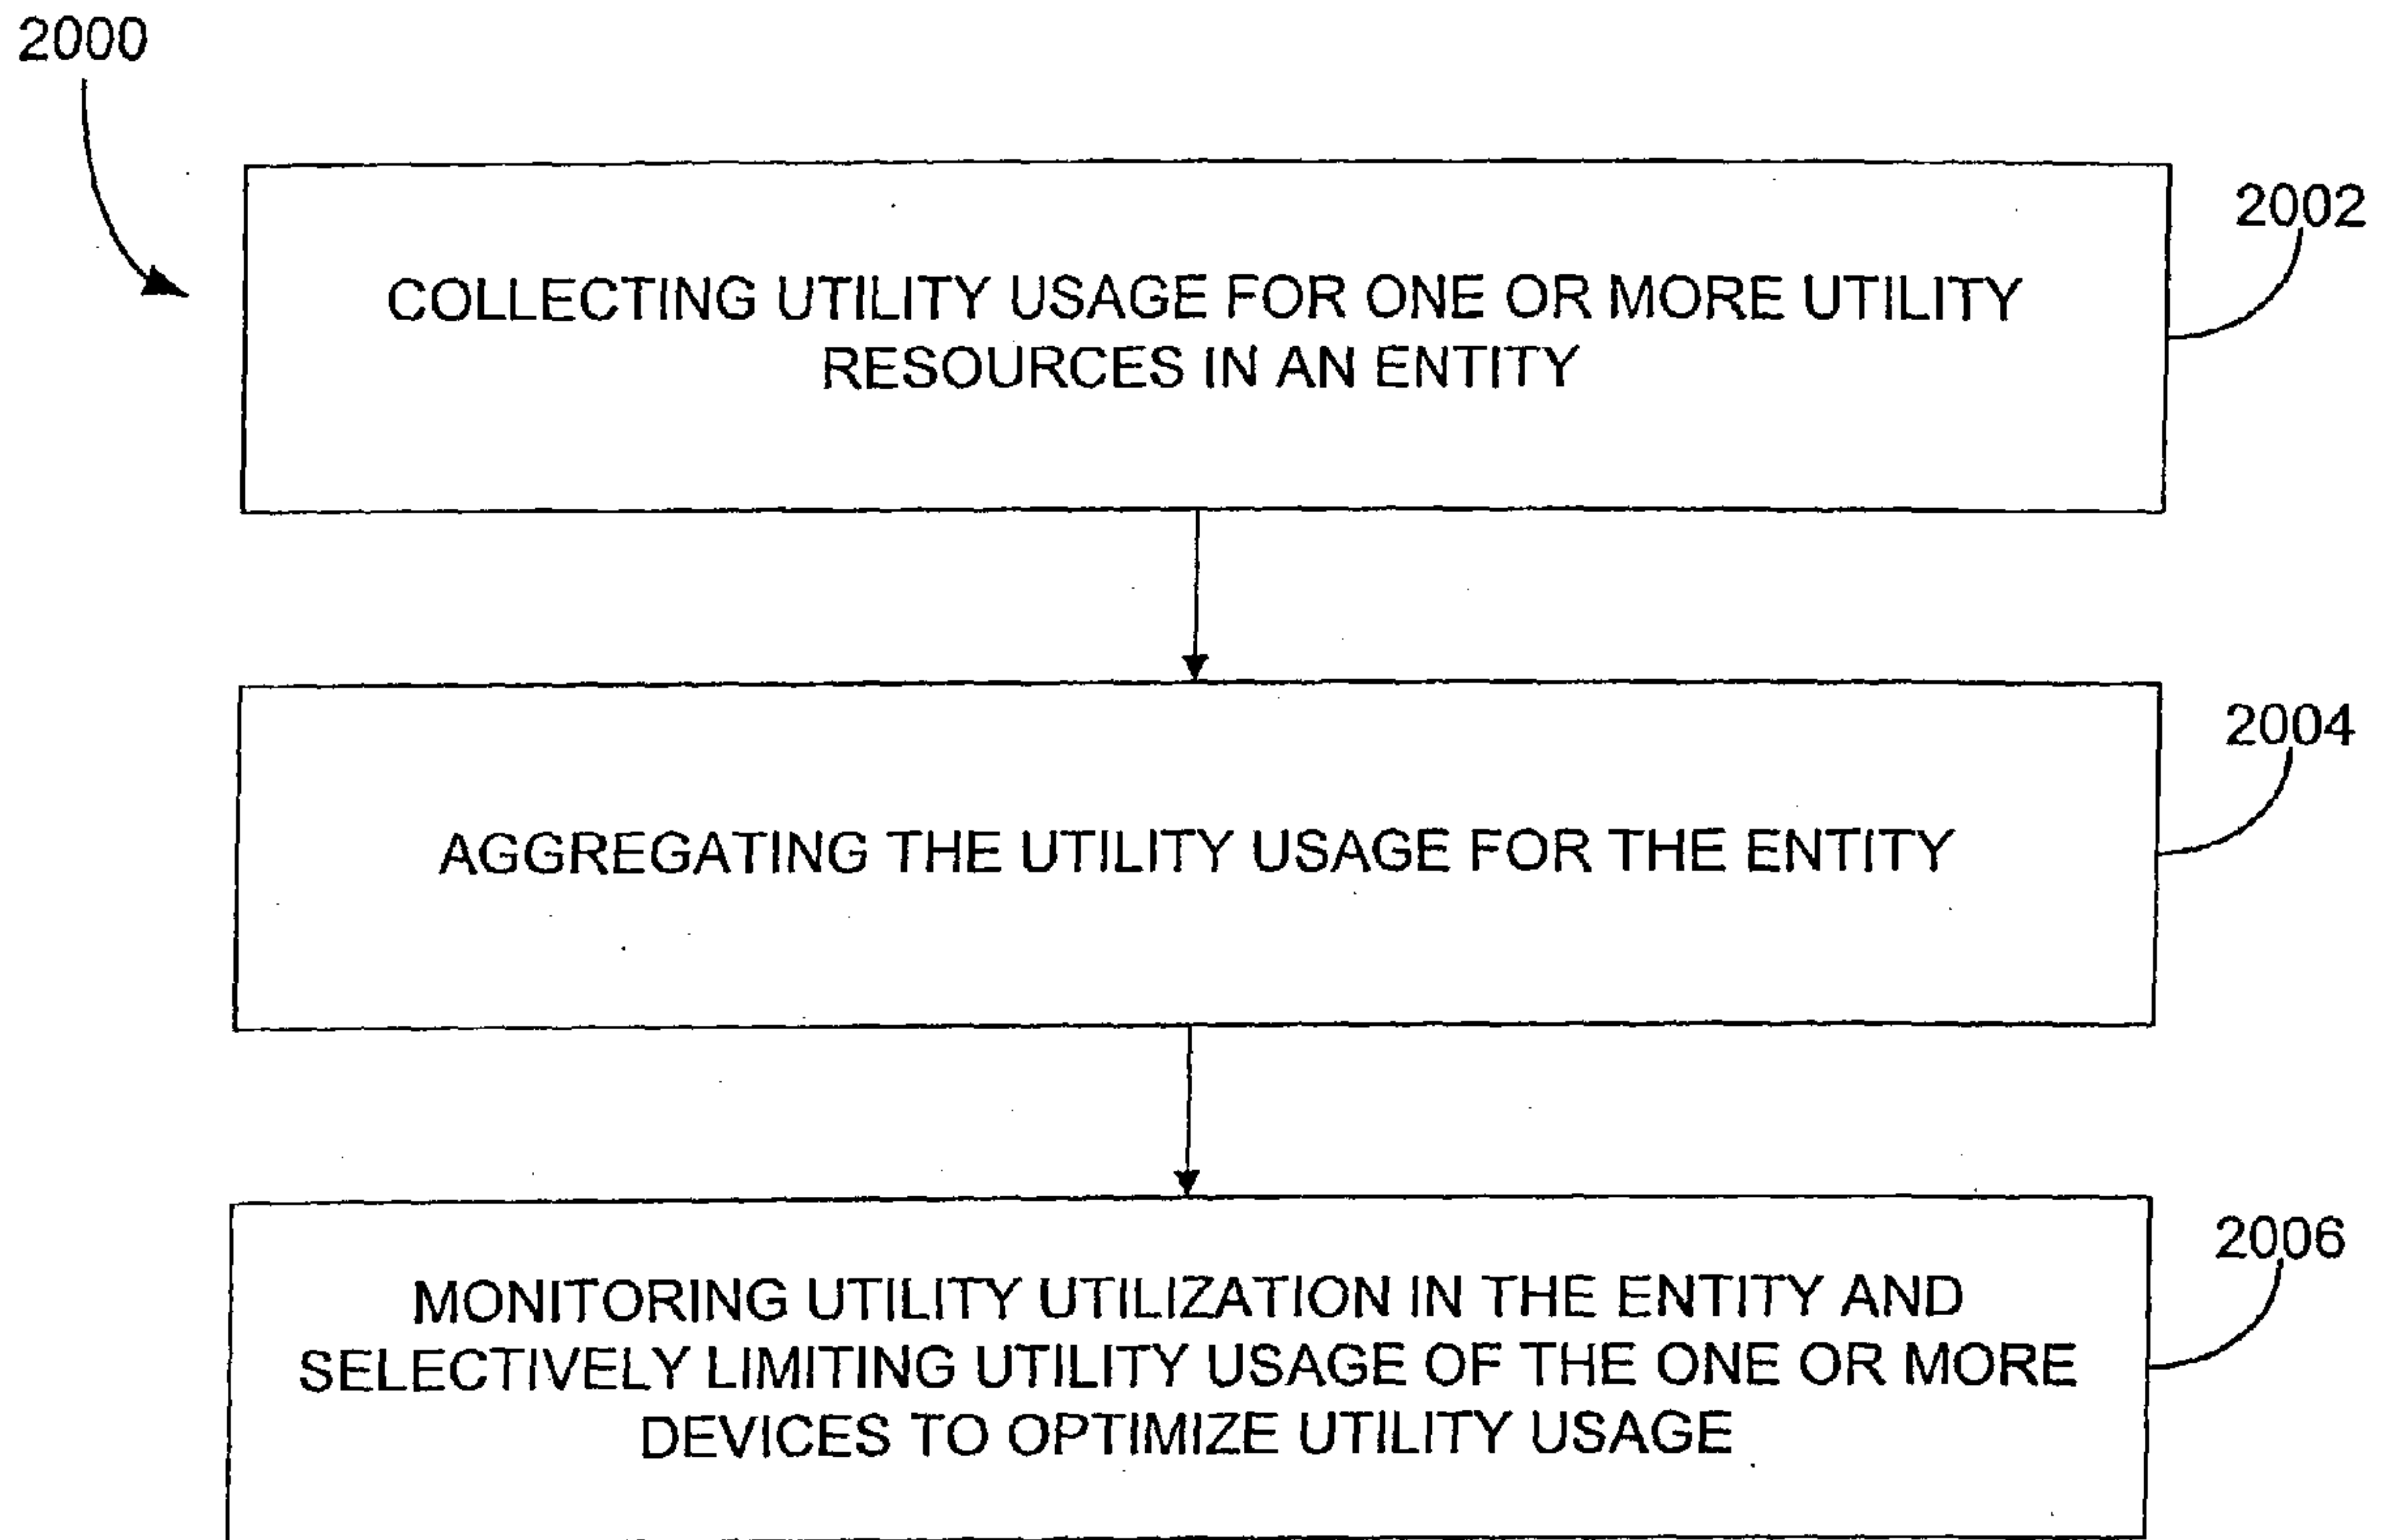 2000
2002
COLLECTING UTILITY USAGE FOR ONE OR MORE UTILITY
RESOURCES IN AN ENTITY
2004
AGGREGATING THE UTILITY USAGE FOR THE ENTITY
2006
MONITORING UTILITY UTILIZATION IN THE ENTITY AND
SELECTIVELY LIMITING UTILITY USAGE OF THE ONE OR MORE
DEVICES TO OPTIMIZE UTILITY USAGE